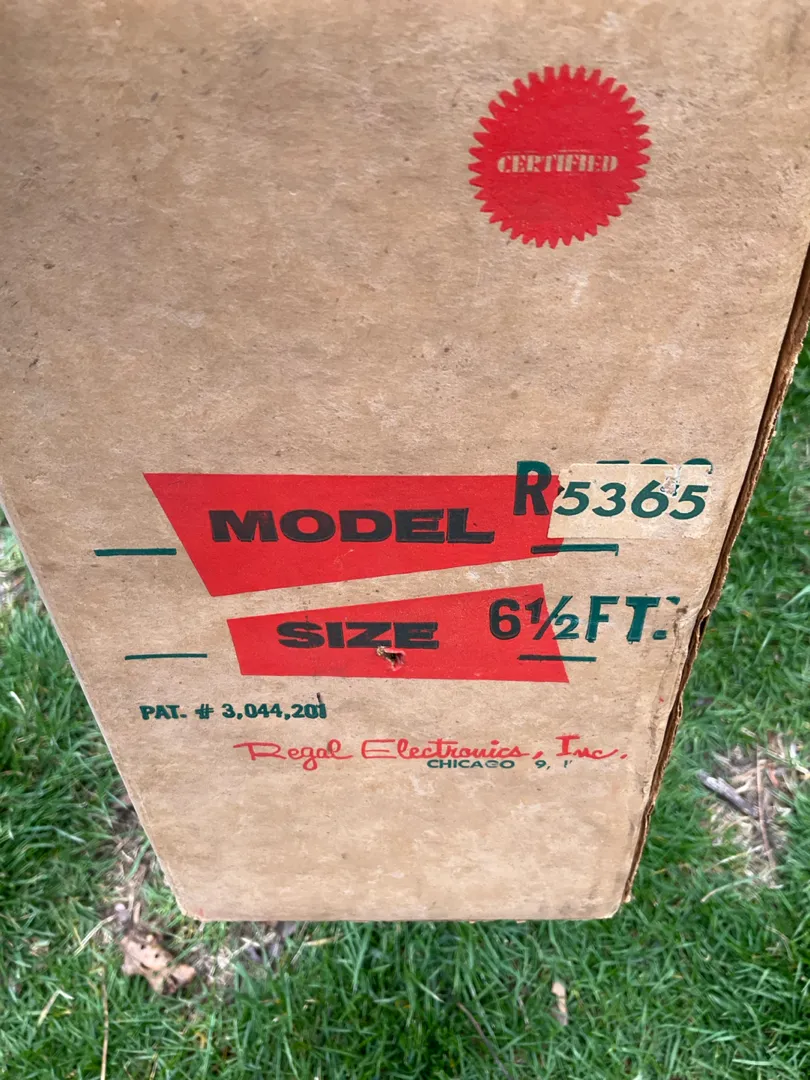 CERTIFIED
MODEL R5365
SIZE 6½FT.
PAT. # 3,044,201
Regal Electronics, Inc.
CHICAGO 9,